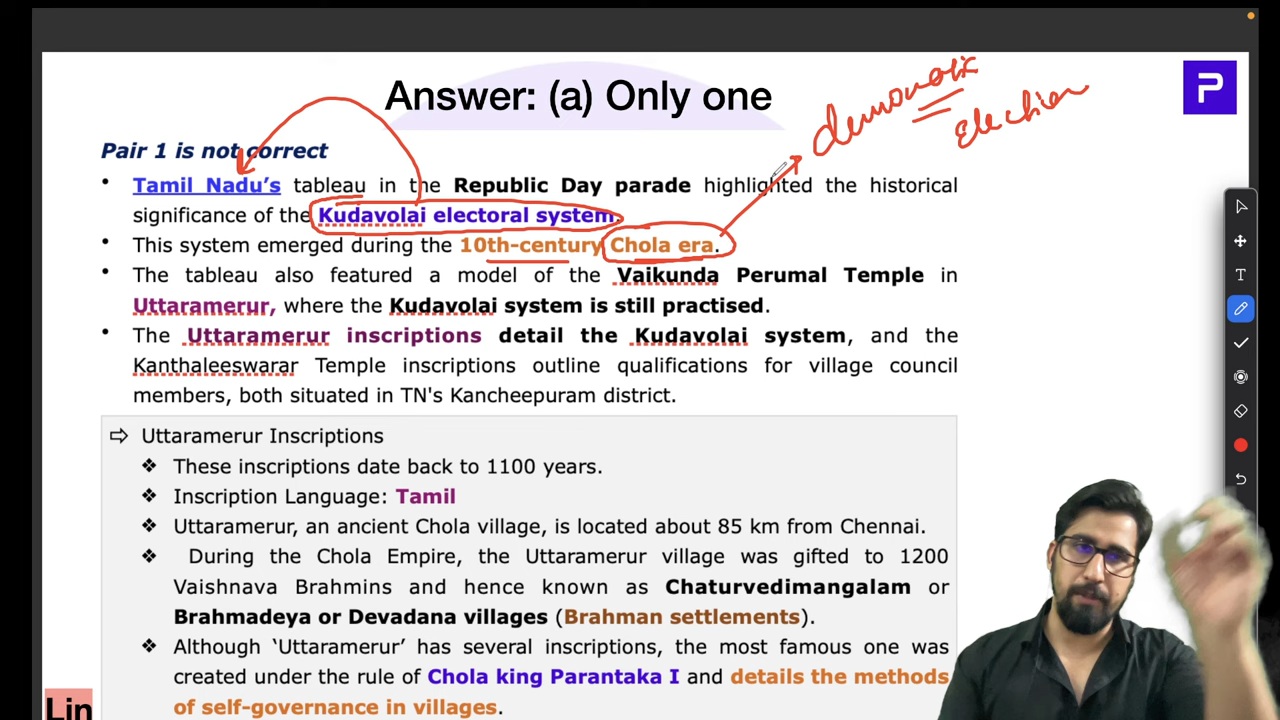 Answer: (a) Only one
democratic
election
Pair 1 is not correct
• Tamil Nadu's tableau in the Republic Day parade highlighted the historical
significance of the Kudavolai electoral system.
• This system emerged during the 10th-century Chola era.
• The tableau also featured a model of the Vaikunda Perumal Temple in
Uttaramerur, where the Kudavolai system is still practised.
• The Uttaramerur inscriptions detail the Kudavolai system, and the
Kanthaleeswarar Temple inscriptions outline qualifications for village council
members, both situated in TN's Kancheepuram district.
⇨ Uttaramerur Inscriptions
❖ These inscriptions date back to 1100 years.
❖ Inscription Language: Tamil
❖ Uttaramerur, an ancient Chola village, is located about 85 km from Chennai.
❖ During the Chola Empire, the Uttaramerur village was gifted to 1200
Vaishnava Brahmins and hence known as Chaturvedimangalam or
Brahmadeya or Devadana villages (Brahman settlements).
❖ Although ‘Uttaramerur’ has several inscriptions, the most famous one was
created under the rule of Chola king Parantaka I and details the methods
of self-governance in villages.
Lin